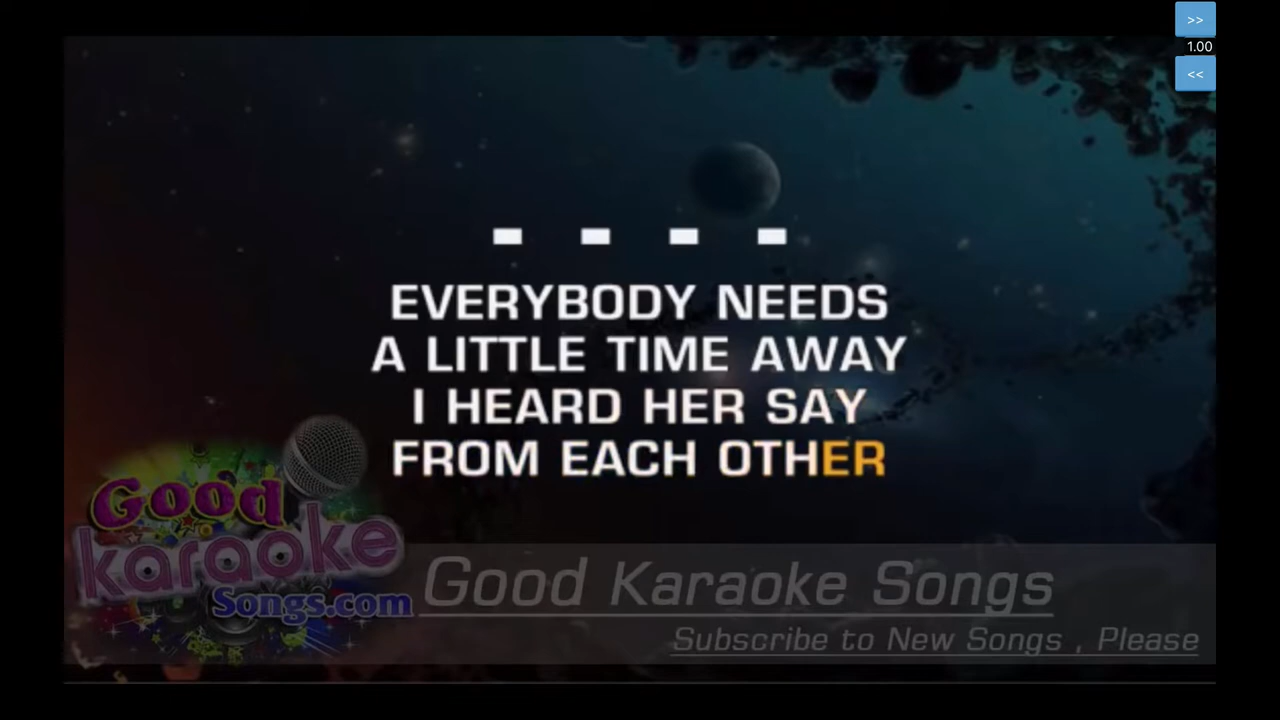 >>
1.00
<<
- - - -
EVERYBODY NEEDS
A LITTLE TIME AWAY
I HEARD HER SAY
FROM EACH OTHER
Good
karaoke
Songs.com
Good Karaoke Songs
Subscribe to New Songs , Please